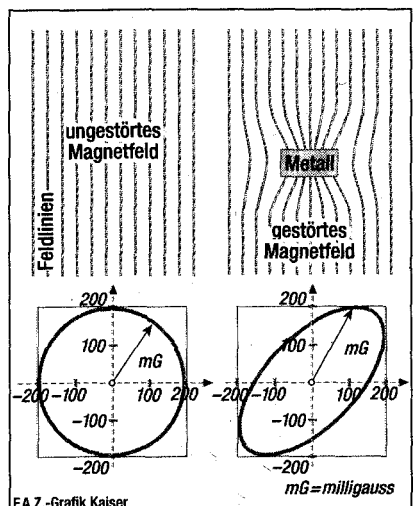 ungestörtes
Magnetfeld
Feldlinien
Metall
gestörtes
Magnetfeld
200
100
mG
-200 -100 100 200
-100
-200
200
100
mG
-200 -100 100 200
-100
-200
mG=milligauss
F.A.Z.-Grafik Kaiser